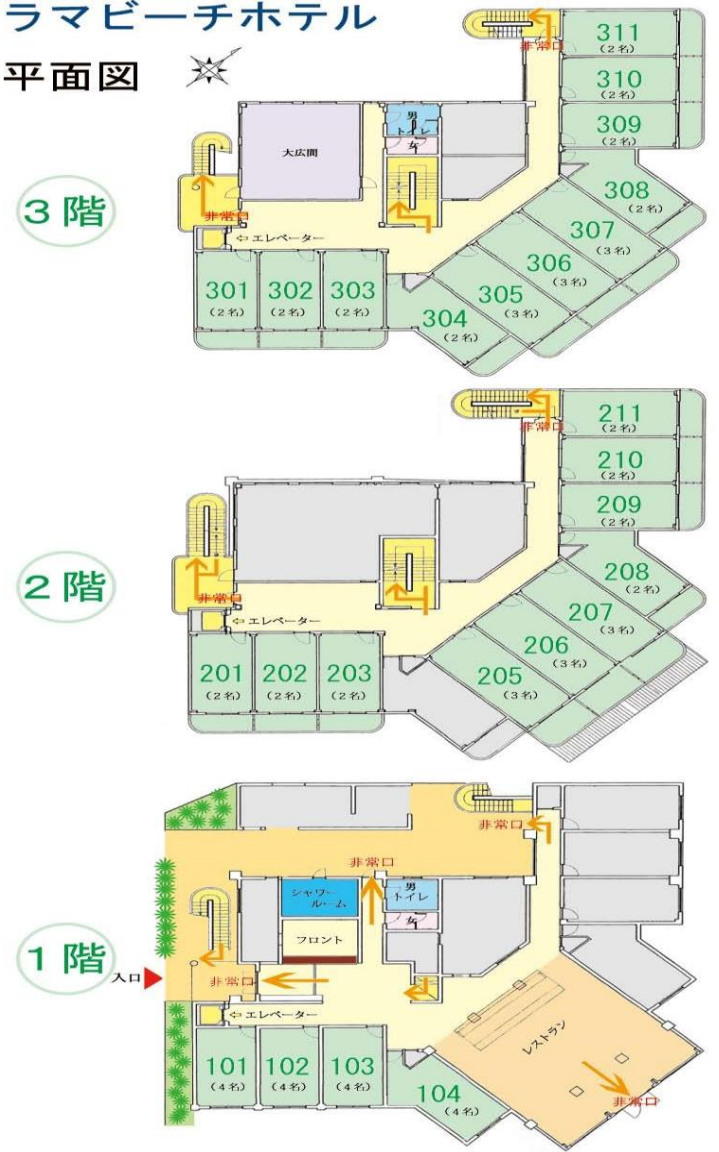 ラマビーチホテル
平面図
3階
311
(2名)
310
(2名)
309
(2名)
308
(2名)
307
(3名)
306
(3名)
305
(3名)
304
(2名)
303
(2名)
302
(2名)
301
(2名)
大広間
男
トイレ
女
非常口
非常口
⇦エレベーター
2階
211
(2名)
210
(2名)
209
(2名)
208
(2名)
207
(3名)
206
(3名)
205
(3名)
203
(2名)
202
(2名)
201
(2名)
非常口
非常口
⇦エレベーター
1階
入口
非常口
非常口
非常口
シャワー
ルーム
フロント
男
トイレ
女
⇦エレベーター
101
(4名)
102
(4名)
103
(4名)
104
(4名)
レストラン
非常口